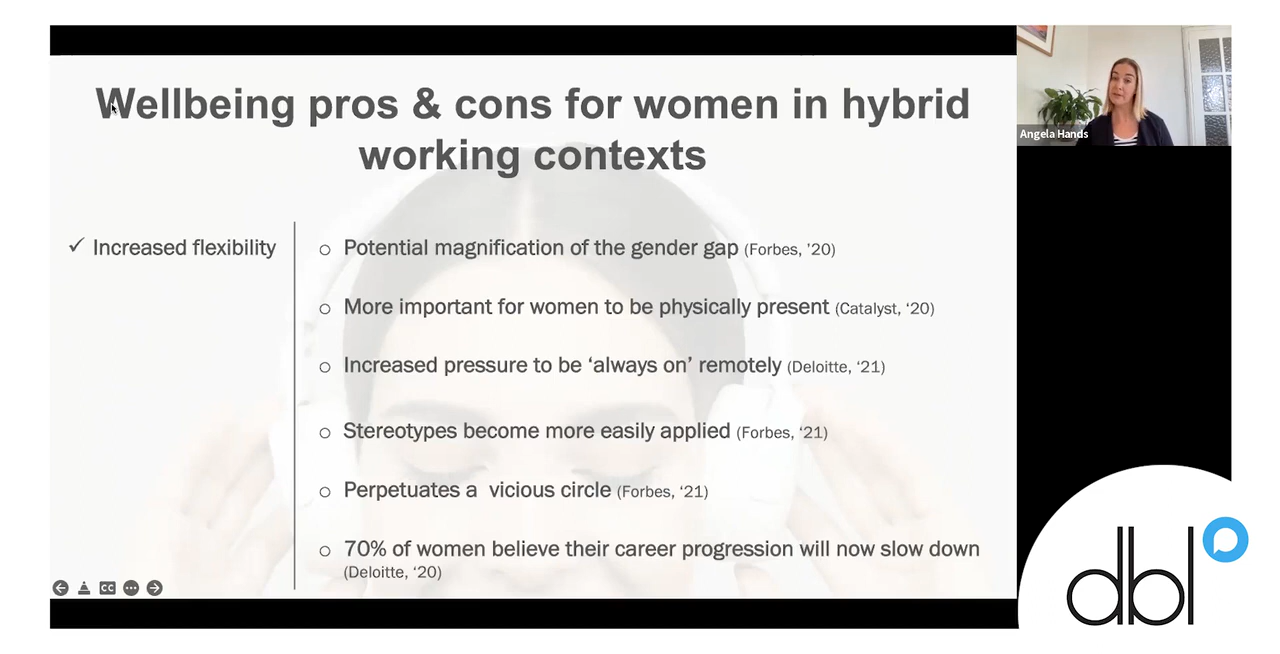 Wellbeing pros & cons for women in hybrid
working contexts
✓ Increased flexibility
○ Potential magnification of the gender gap (Forbes, ’20)
○ More important for women to be physically present (Catalyst, ‘20)
○ Increased pressure to be ‘always on’ remotely (Deloitte, ‘21)
○ Stereotypes become more easily applied (Forbes, ‘21)
○ Perpetuates a  vicious circle (Forbes, ‘21)
○ 70% of women believe their career progression will now slow down
(Deloitte, ‘20)
CC
Angela Hands
dbl